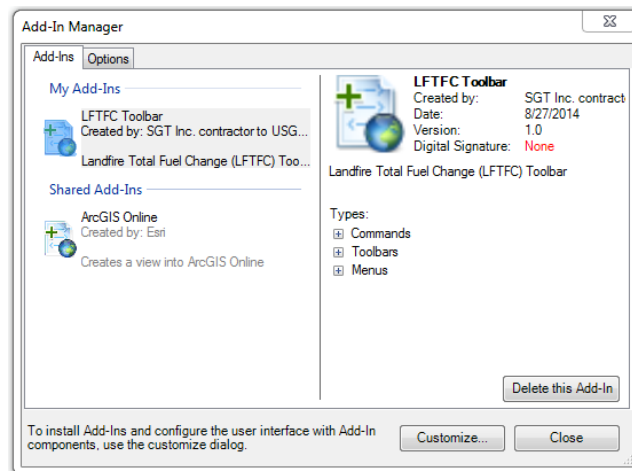 Add-In Manager
Add-Ins
Options
My Add-Ins
LFTFC Toolbar
Created by: SGT Inc. contractor to USG...
Landfire Total Fuel Change (LFTFC) Too...
Shared Add-Ins
ArcGIS Online
Created by: Esri
Creates a view into ArcGIS Online
LFTFC Toolbar
Created by: SGT Inc. contract
Date: 8/27/2014
Version: 1.0
Digital Signature: None
Landfire Total Fuel Change (LFTFC) Toolbar
Types:
Commands
Toolbars
Menus
Delete this Add-In
To install Add-Ins and configure the user interface with Add-In
components, use the customize dialog.
Customize...
Close